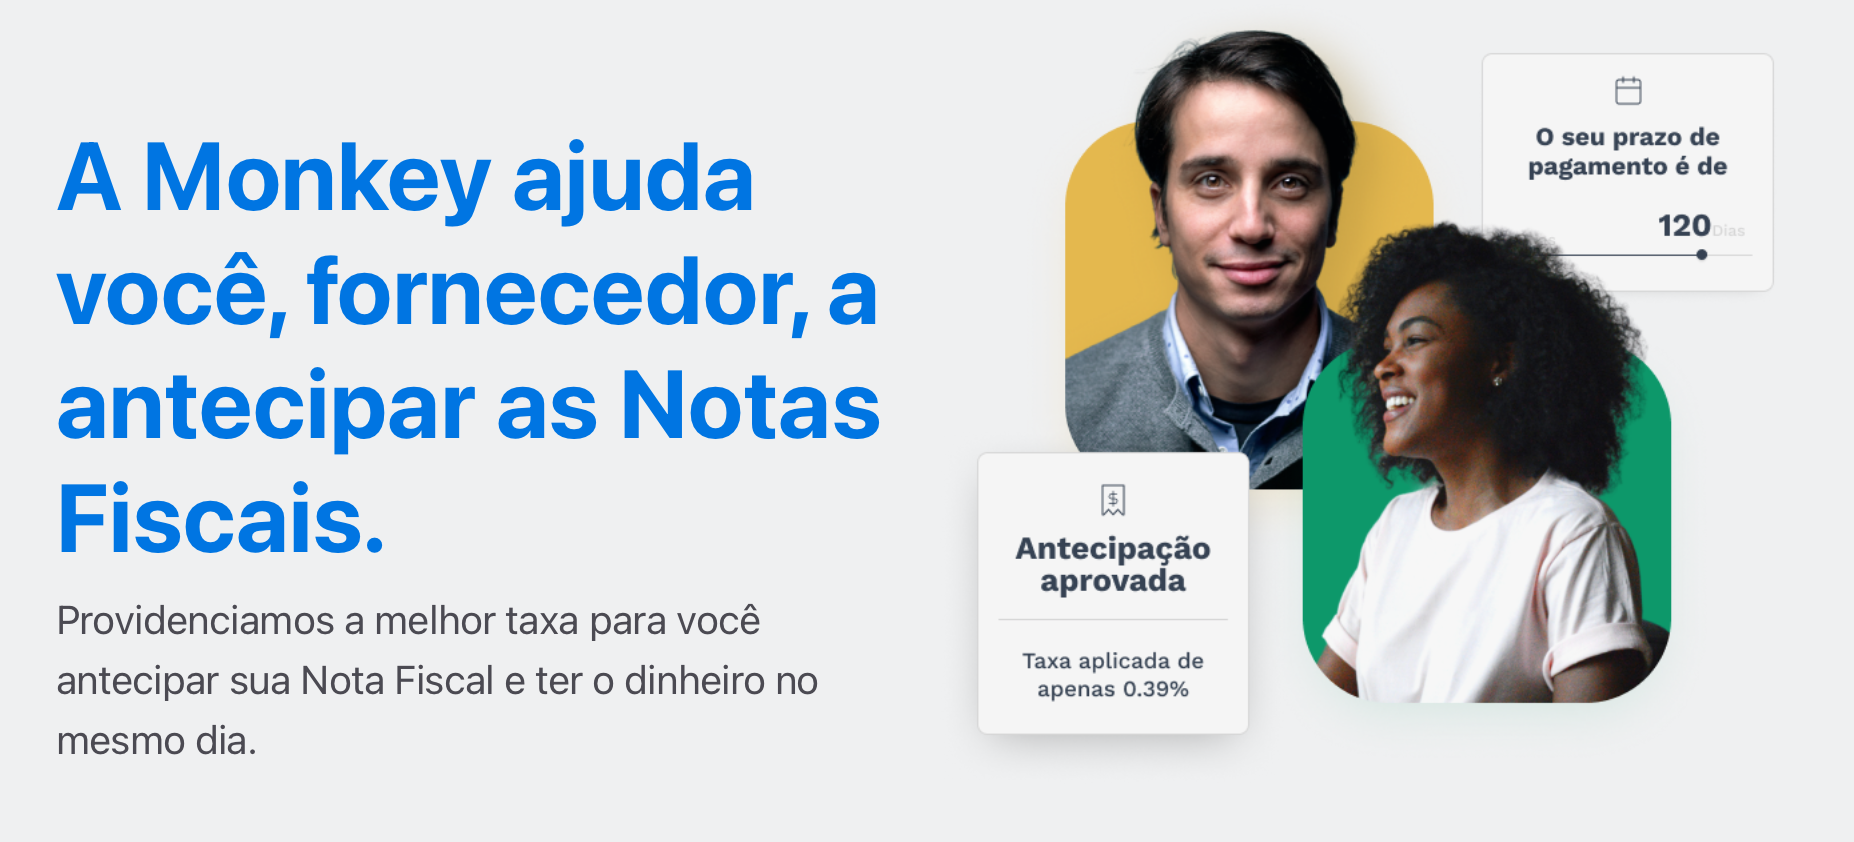 A Monkey ajuda
você, fornecedor, a
antecipar as Notas
Fiscais.
Providenciamos a melhor taxa para você
antecipar sua Nota Fiscal e ter o dinheiro no
mesmo dia.
O seu prazo de
pagamento é de
120 Dias
$
Antecipação
aprovada
Taxa aplicada de
apenas 0.39%